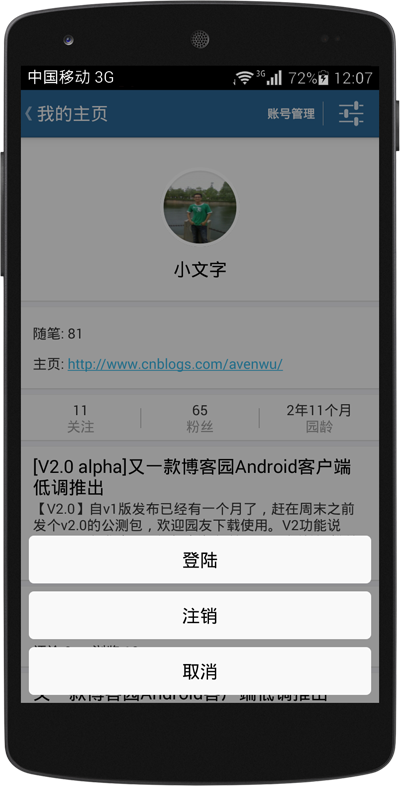 中国移动 3G
3G 72% 12:07
我的主页
账号管理
小文字
随笔: 81
主页: http://www.cnblogs.com/avenwu/
11
关注
65
粉丝
2年11个月
园龄
[V2.0 alpha]又一款博客园Android客户端
低调推出
【V2.0】自v1版发布已经有一个月了，赶在周末之前
发个v2.0的公测包，欢迎园友下载使用。V2功能说
登陆
注销
取消
又一款博客园Android客户端低调推出